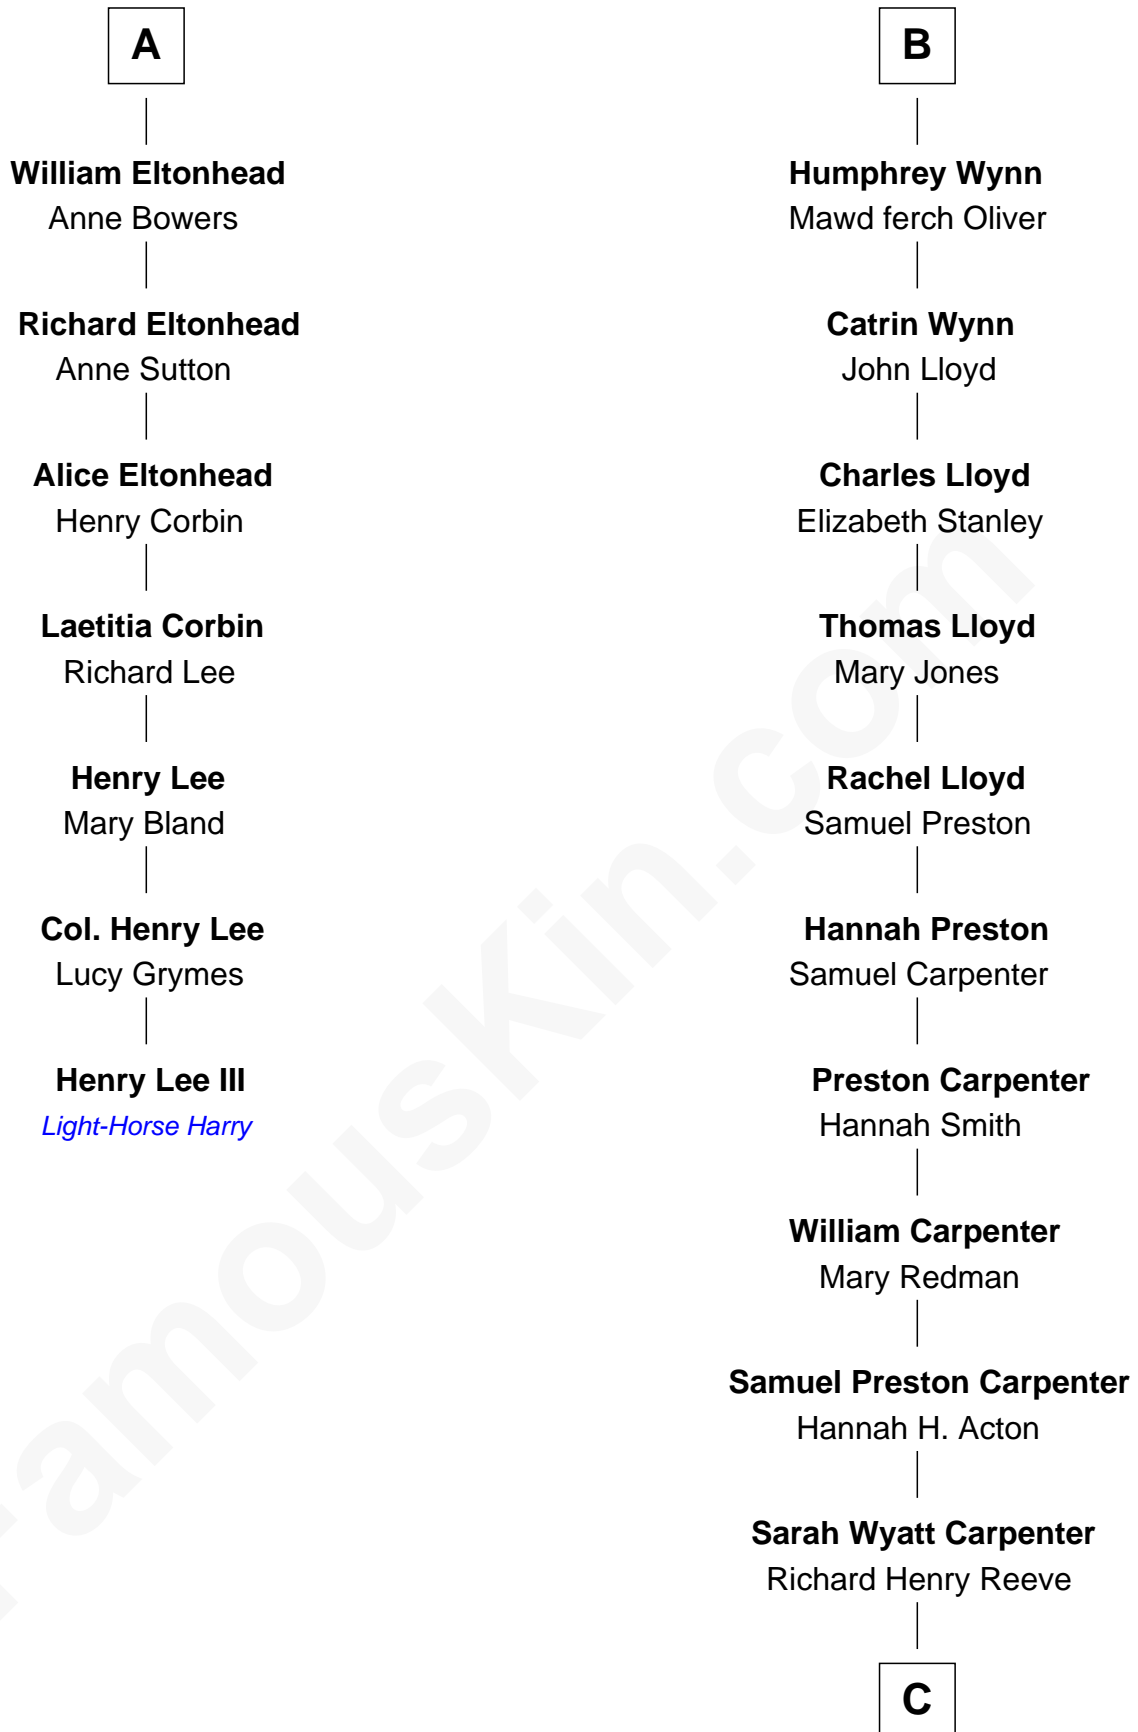 A
William Eltonhead
Anne Bowers
Richard Eltonhead
Anne Sutton
Alice Eltonhead
Henry Corbin
Laetitia Corbin
Richard Lee
Henry Lee
Mary Bland
Col. Henry Lee
Lucy Grymes
Henry Lee III
Light-Horse Harry
B
Humphrey Wynn
Mawd ferch Oliver
Catrin Wynn
John Lloyd
Charles Lloyd
Elizabeth Stanley
Thomas Lloyd
Mary Jones
Rachel Lloyd
Samuel Preston
Hannah Preston
Samuel Carpenter
Preston Carpenter
Hannah Smith
William Carpenter
Mary Redman
Samuel Preston Carpenter
Hannah H. Acton
Sarah Wyatt Carpenter
Richard Henry Reeve
C
FamousKin.com